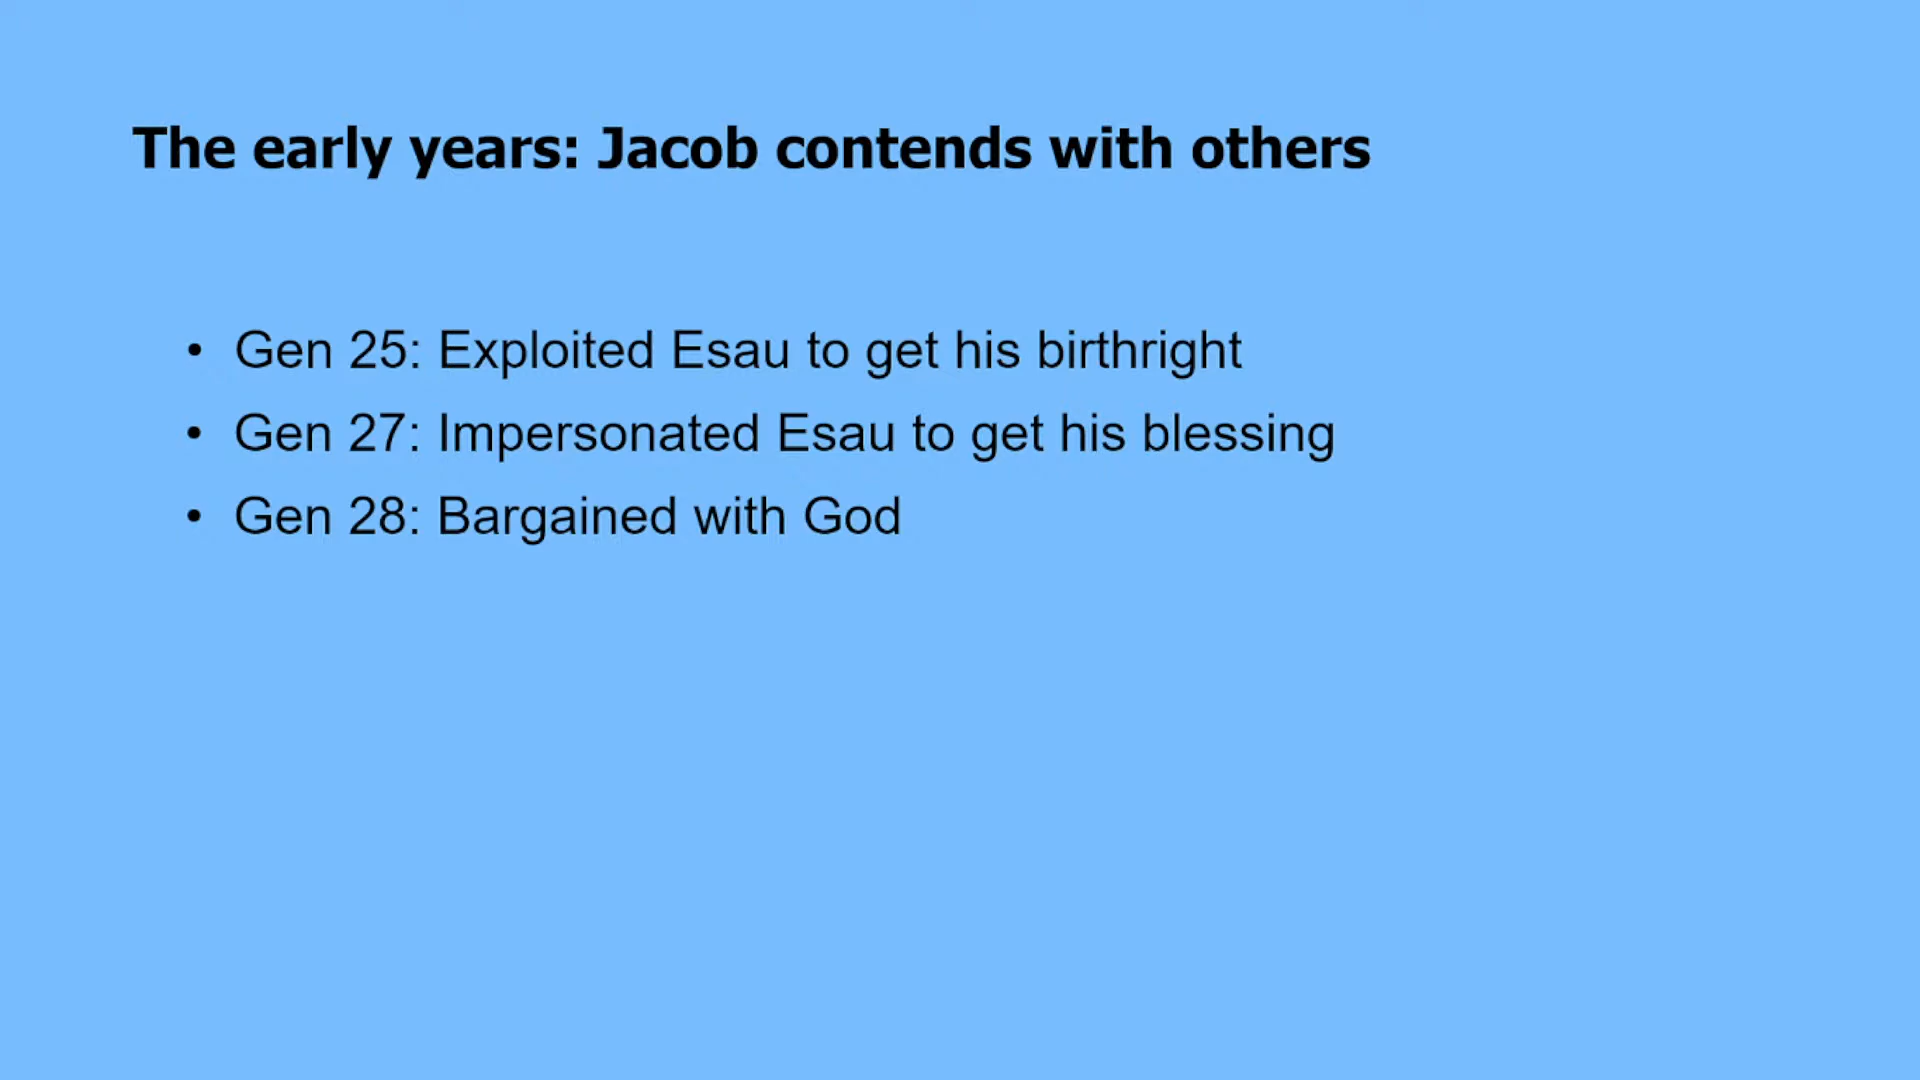 The early years: Jacob contends with others
• Gen 25: Exploited Esau to get his birthright
• Gen 27: Impersonated Esau to get his blessing
• Gen 28: Bargained with God